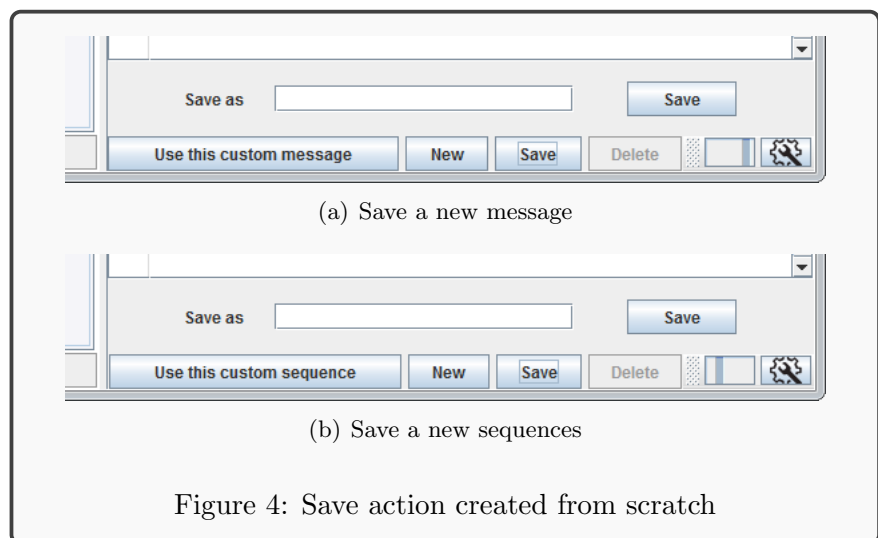 Save as Save
Use this custom message New Save Delete
(a) Save a new message
Save as Save
Use this custom sequence New Save Delete
(b) Save a new sequences
Figure 4: Save action created from scratch